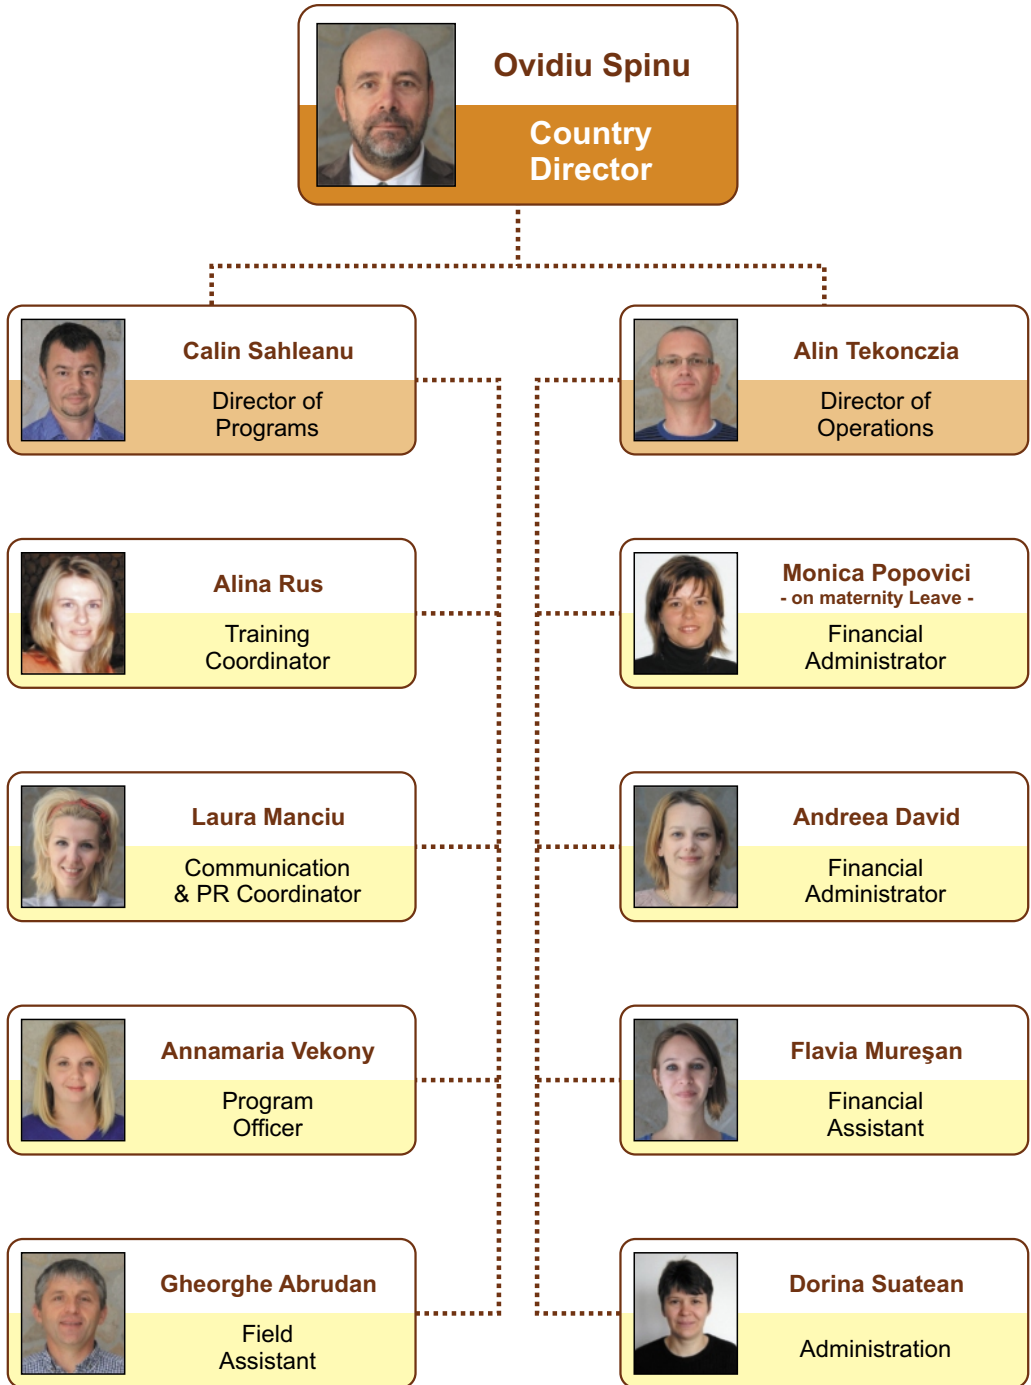 Ovidiu Spinu
Country
Director
Calin Sahleanu
Director of
Programs
Alin Tekonczia
Director of
Operations
Alina Rus
Training
Coordinator
Monica Popovici
- on maternity Leave -
Financial
Administrator
Laura Manciu
Communication
& PR Coordinator
Andreea David
Financial
Administrator
Annamaria Vekony
Program
Officer
Flavia Mureşan
Financial
Assistant
Gheorghe Abrudan
Field
Assistant
Dorina Suatean
Administration